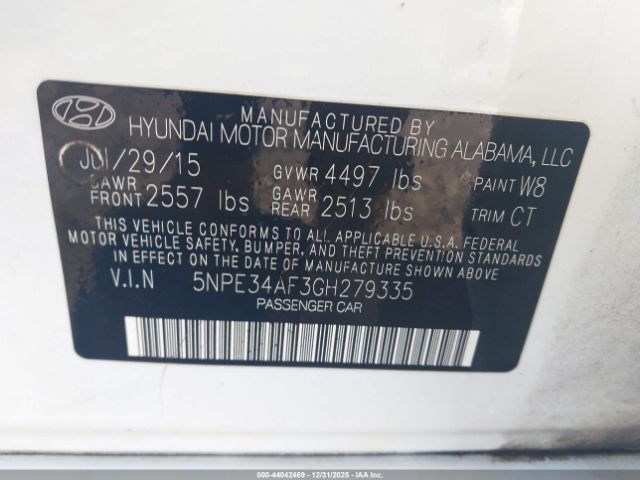 MANUFACTURED BY
HYUNDAI MOTOR MANUFACTURING ALABAMA, LLC
JUl/29/15 GVWR 4497 lbs PAINT W8
GAWR FRONT 2557 lbs GAWR REAR 2513 lbs TRIM CT
THIS VEHICLE CONFORMS TO ALL APPLICABLE U.S.A. FEDERAL
MOTOR VEHICLE SAFETY, BUMPER, AND THEFT PREVENTION
STANDARDS IN EFFECT ON THE DATE OF MANUFACTURE SHOWN ABOVE.
V.I.N 5NPE34AF3GH279335
PASSENGER CAR
000-44042469 - 12/31/2025 - COPYRIGHT IAA, LLC